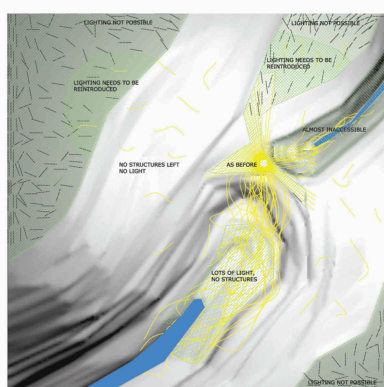 LIGHTING NOT POSSIBLE
LIGHTING NOT POSSIBLE
LIGHTING NEEDS TO BE
REINTRODUCED
LIGHTING NEEDS TO BE
REINTRODUCED
ALMOST INACCESSIBLE
NO STRUCTURES LEFT
NO LIGHT
AS BEFORE
LOTS OF LIGHT,
NO STRUCTURES
LIGHTING NOT POSSIBLE